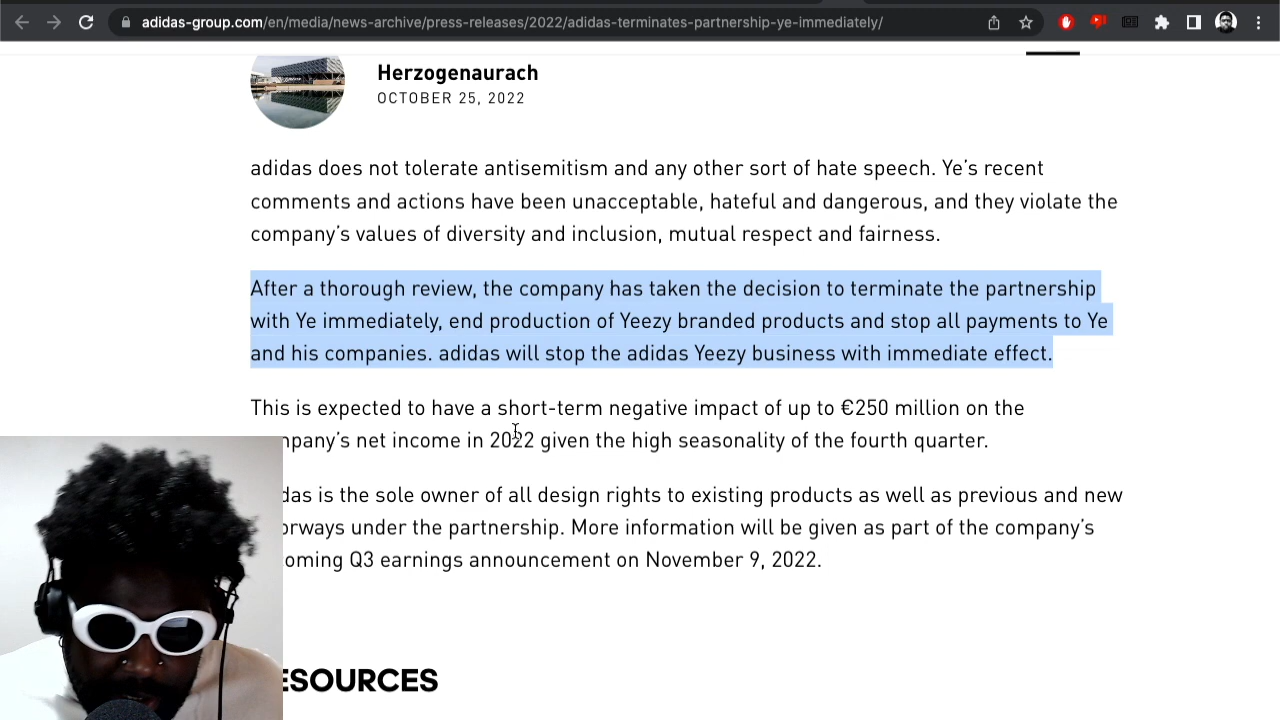 adidas-group.com/en/media/news-archive/press-releases/2022/adidas-terminates-partnership-ye-immediately/
Herzogenaurach
OCTOBER 25, 2022
adidas does not tolerate antisemitism and any other sort of hate speech. Ye’s recent
comments and actions have been unacceptable, hateful and dangerous, and they violate the
company’s values of diversity and inclusion, mutual respect and fairness.
After a thorough review, the company has taken the decision to terminate the partnership
with Ye immediately, end production of Yeezy branded products and stop all payments to Ye
and his companies. adidas will stop the adidas Yeezy business with immediate effect.
This is expected to have a short-term negative impact of up to €250 million on the
mpany’s net income in 2022 given the high seasonality of the fourth quarter.
das is the sole owner of all design rights to existing products as well as previous and new
orways under the partnership. More information will be given as part of the company’s
oming Q3 earnings announcement on November 9, 2022.
ESOURCES